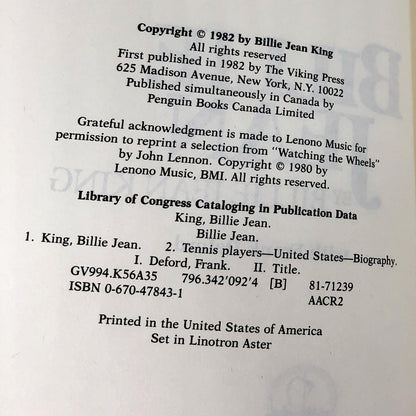 Copyright © 1982 by Billie Jean King
All rights reserved
First published in 1982 by The Viking Press
625 Madison Avenue, New York, N.Y. 10022
Published simultaneously in Canada by
Penguin Books Canada Limited
Grateful acknowledgment is made to Lenono Music for
permission to reprint a selection from "Watching the Wheels"
by John Lennon. Copyright © 1980 by
Lenono Music, BMI. All rights reserved.
Library of Congress Cataloging in Publication Data
King, Billie Jean.
Billie Jean.
1. King, Billie Jean. 2. Tennis players—United States—Biography.
I. Deford, Frank. II. Title.
GV994.K56A35 796.342'092'4 [B] 81-71239
ISBN 0-670-47843-1 AACR2
Printed in the United States of America
Set in Linotron Aster